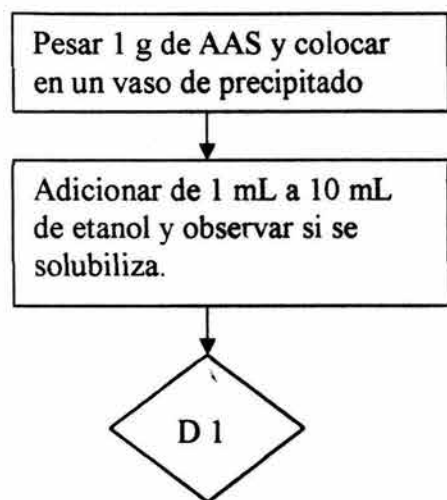 Pesar 1 g de AAS y colocar
en un vaso de precipitado
Adicionar de 1 mL a 10 mL
de etanol y observar si se
solubiliza.
D 1